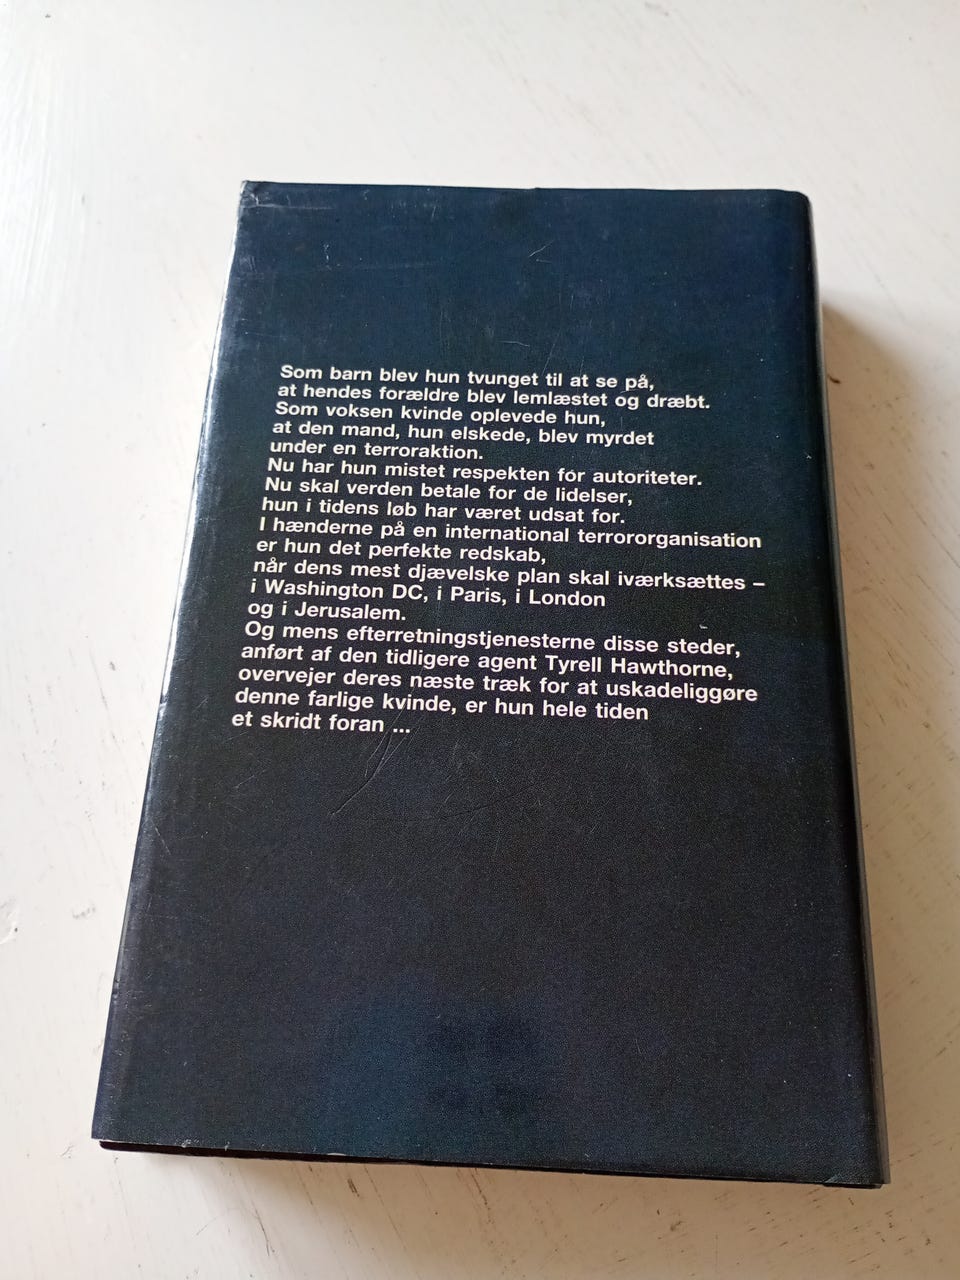 Som barn blev hun tvunget til at se på,
at hendes forældre blev lemlæstet og dræbt.
Som voksen kvinde oplevede hun,
at den mand, hun elskede, blev myrdet
under en terroraktion.
Nu har hun mistet respekten for autoriteter.
Nu skal verden betale for de lidelser,
hun i tidens løb har været udsat for.
I hænderne på en international terrororganisation
er hun det perfekte redskab,
når dens mest djævelske plan skal iværksættes –
i Washington DC, i Paris, i London
og i Jerusalem.
Og mens efterretningstjenesterne disse steder,
anført af den tidligere agent Tyrell Hawthorne,
overvejer deres næste træk for at uskadeliggøre
denne farlige kvinde, er hun hele tiden
et skridt foran ...